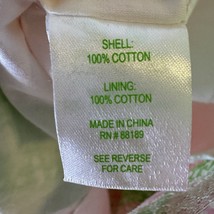 SHELL:
100% COTTON
LINING:
100% COTTON
MADE IN CHINA
RN # 88189
SEE REVERSE
FOR CARE